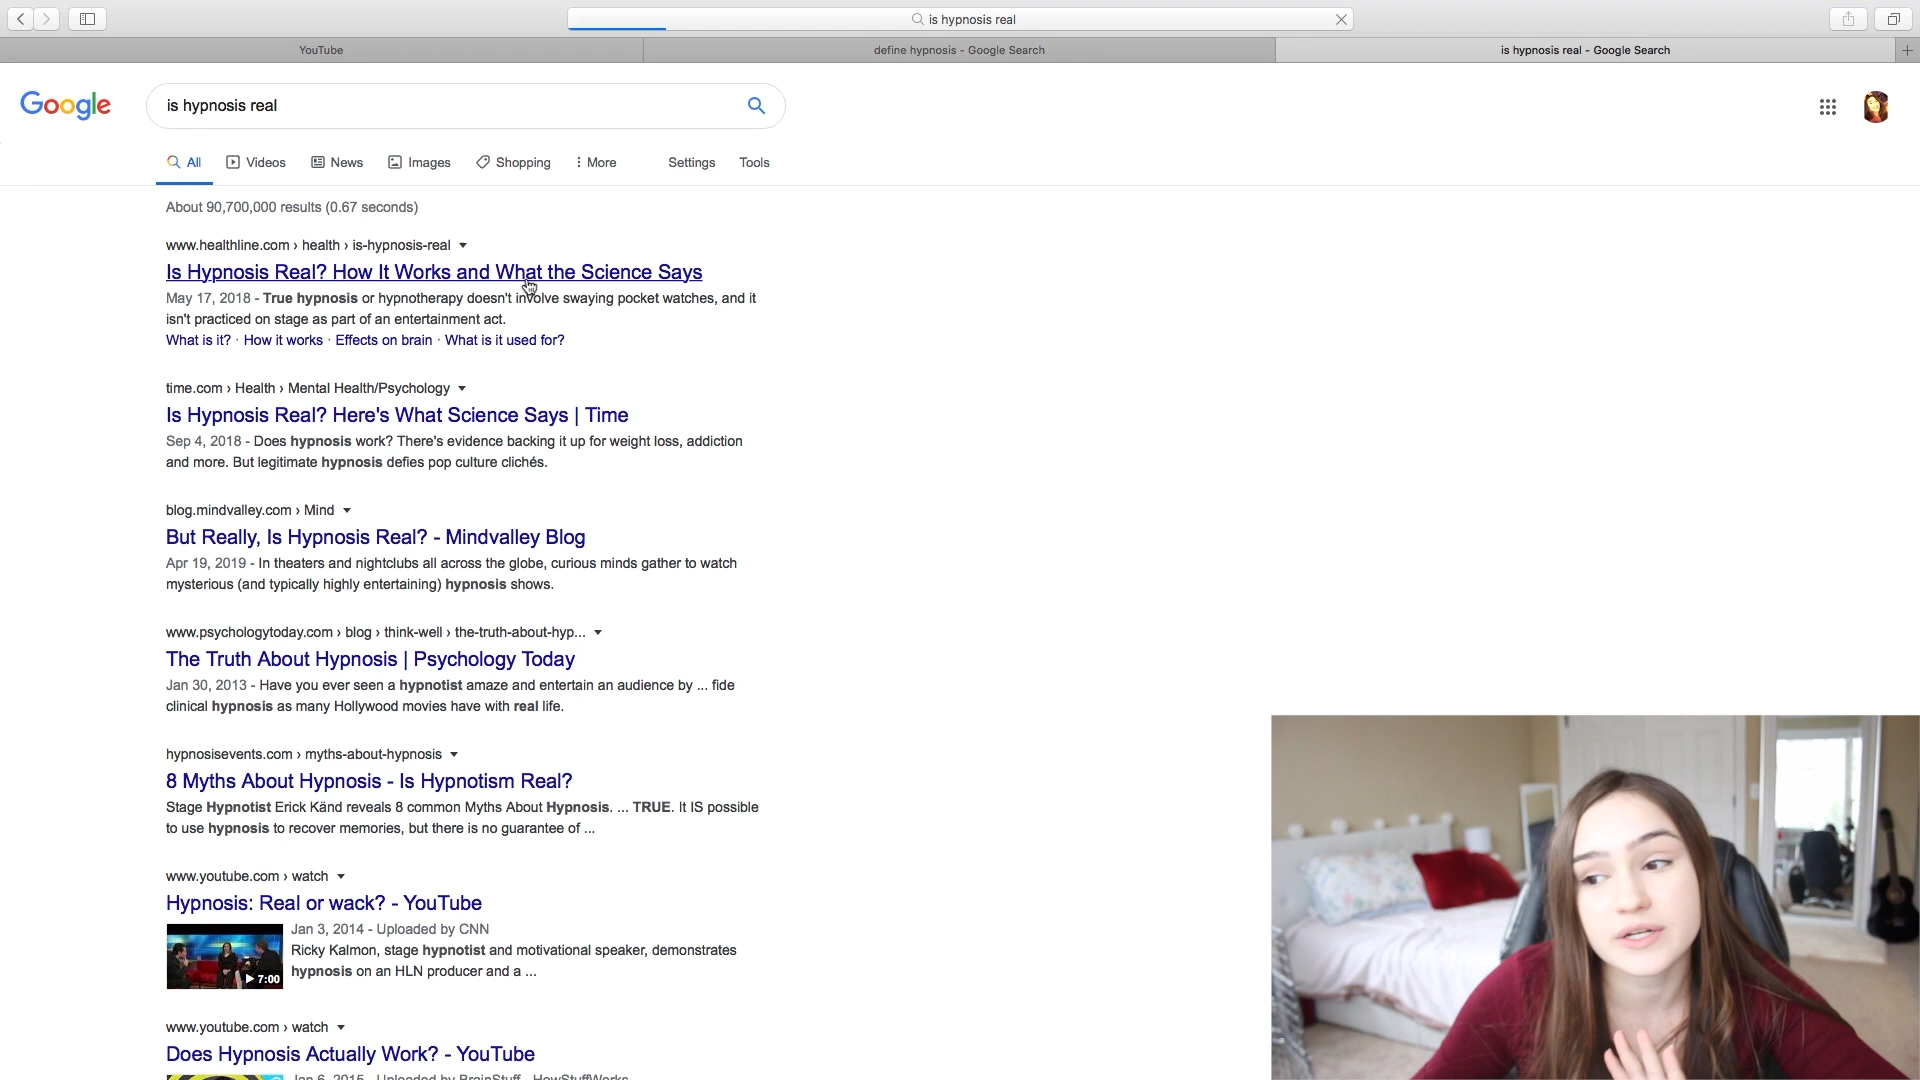 is hypnosis real
YouTube
define hypnosis - Google Search
is hypnosis real - Google Search
Google
is hypnosis real
All
Videos
News
Images
Shopping
More
Settings
Tools
About 90,700,000 results (0.67 seconds)
www.healthline.com › health › is-hypnosis-real
Is Hypnosis Real? How It Works and What the Science Says
May 17, 2018 - True hypnosis or hypnotherapy doesn't involve swaying pocket watches, and it
isn't practiced on stage as part of an entertainment act.
What is it? · How it works · Effects on brain · What is it used for?
time.com › Health › Mental Health/Psychology
Is Hypnosis Real? Here's What Science Says | Time
Sep 4, 2018 - Does hypnosis work? There's evidence backing it up for weight loss, addiction
and more. But legitimate hypnosis defies pop culture clichés.
blog.mindvalley.com › Mind
But Really, Is Hypnosis Real? - Mindvalley Blog
Apr 19, 2019 - In theaters and nightclubs all across the globe, curious minds gather to watch
mysterious (and typically highly entertaining) hypnosis shows.
www.psychologytoday.com › blog › think-well › the-truth-about-hyp...
The Truth About Hypnosis | Psychology Today
Jan 30, 2013 - Have you ever seen a hypnotist amaze and entertain an audience by ... fide
clinical hypnosis as many Hollywood movies have with real life.
hypnosisevents.com › myths-about-hypnosis
8 Myths About Hypnosis - Is Hypnotism Real?
Stage Hypnotist Erick Känd reveals 8 common Myths About Hypnosis. ... TRUE. It IS possible
to use hypnosis to recover memories, but there is no guarantee of ...
www.youtube.com › watch
Hypnosis: Real or wack? - YouTube
Jan 3, 2014 - Uploaded by CNN
Ricky Kalmon, stage hypnotist and motivational speaker, demonstrates
hypnosis on an HLN producer and a ...
7:00
www.youtube.com › watch
Does Hypnosis Actually Work? - YouTube
Jan 6, 2015 - Uploaded by BrainStuff - HowStuffWorks